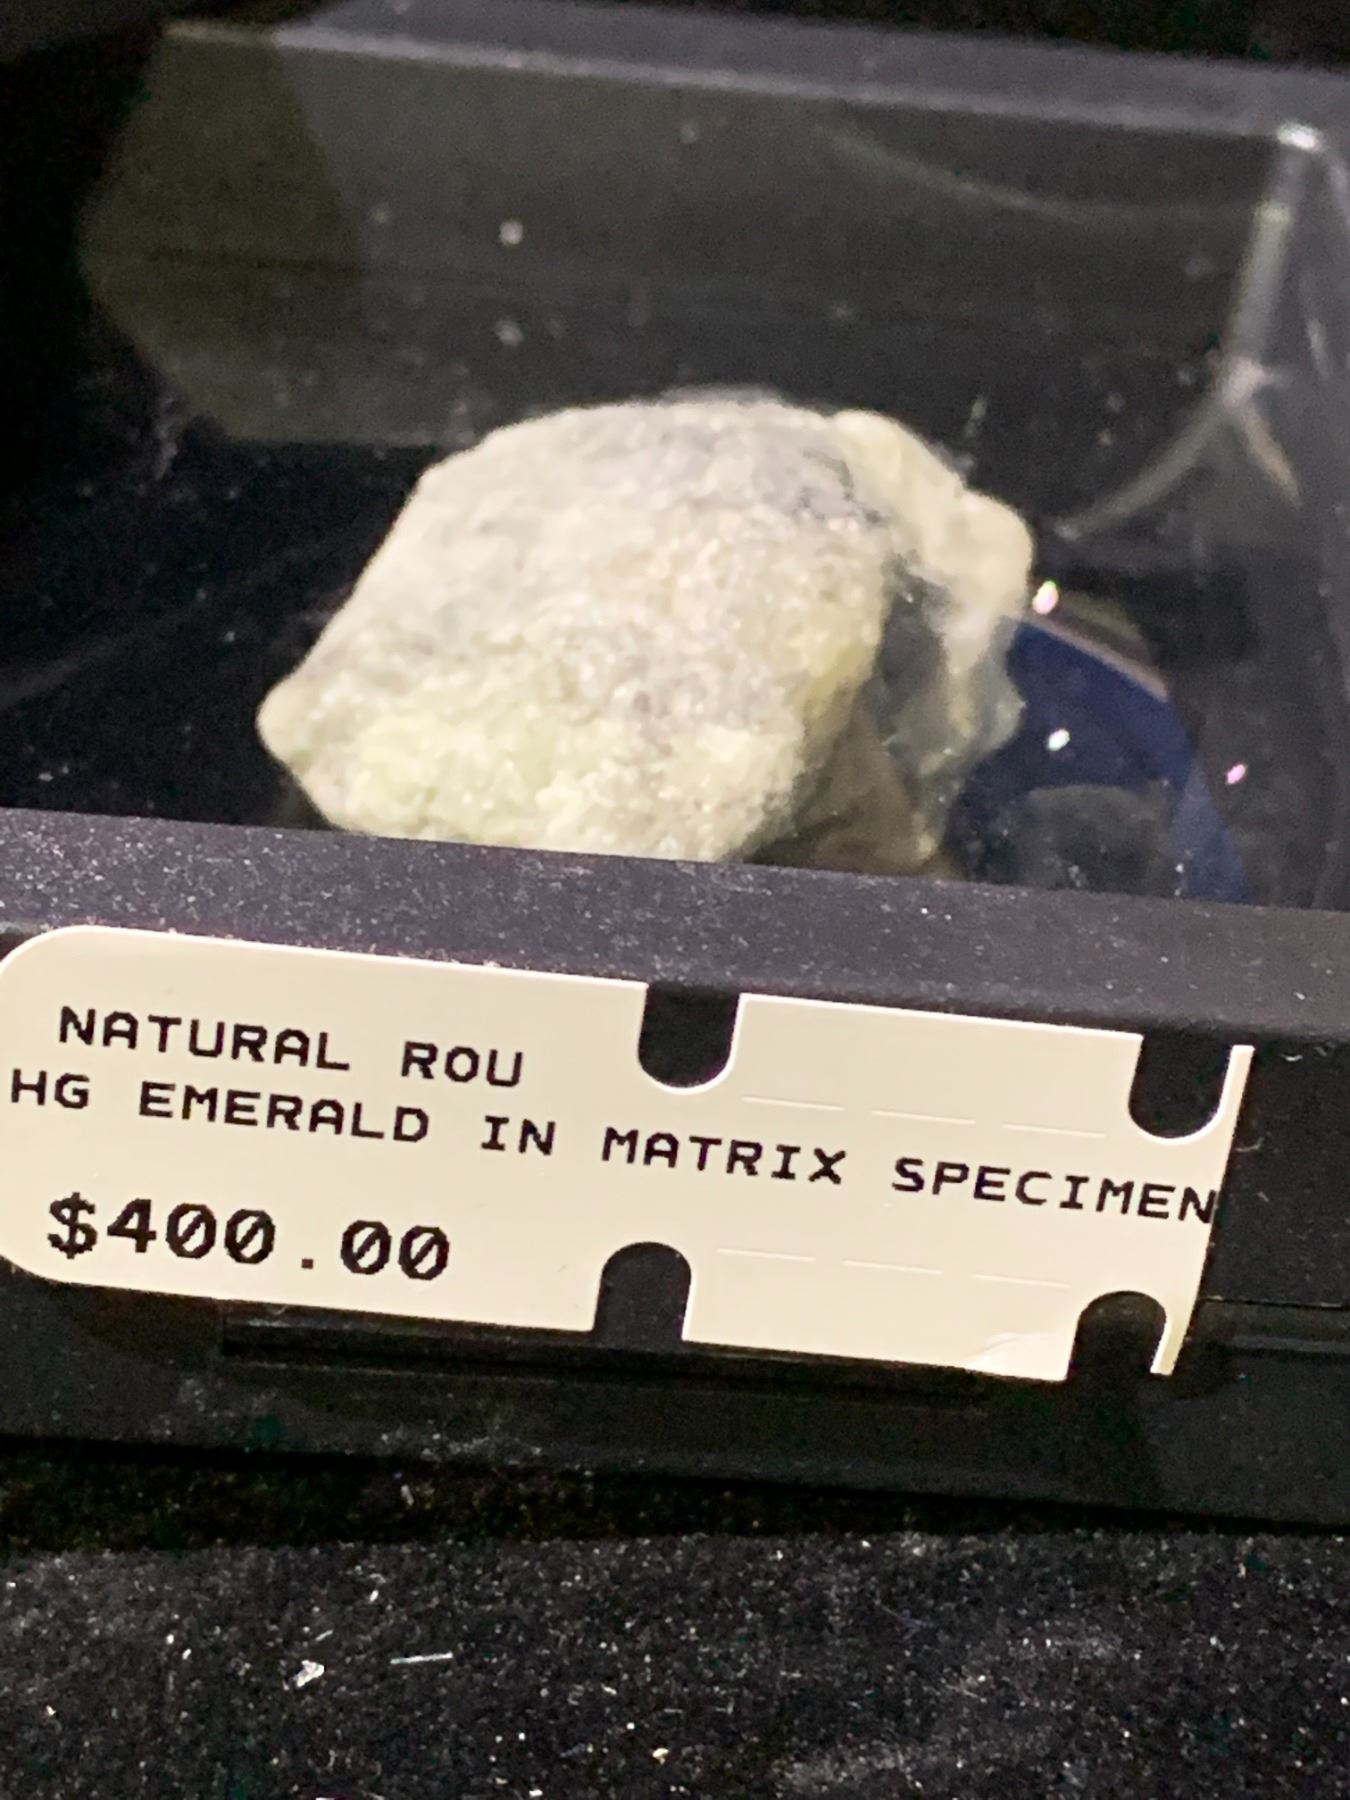 NATURAL ROU
HG EMERALD IN MATRIX SPECIMEN
$400.00